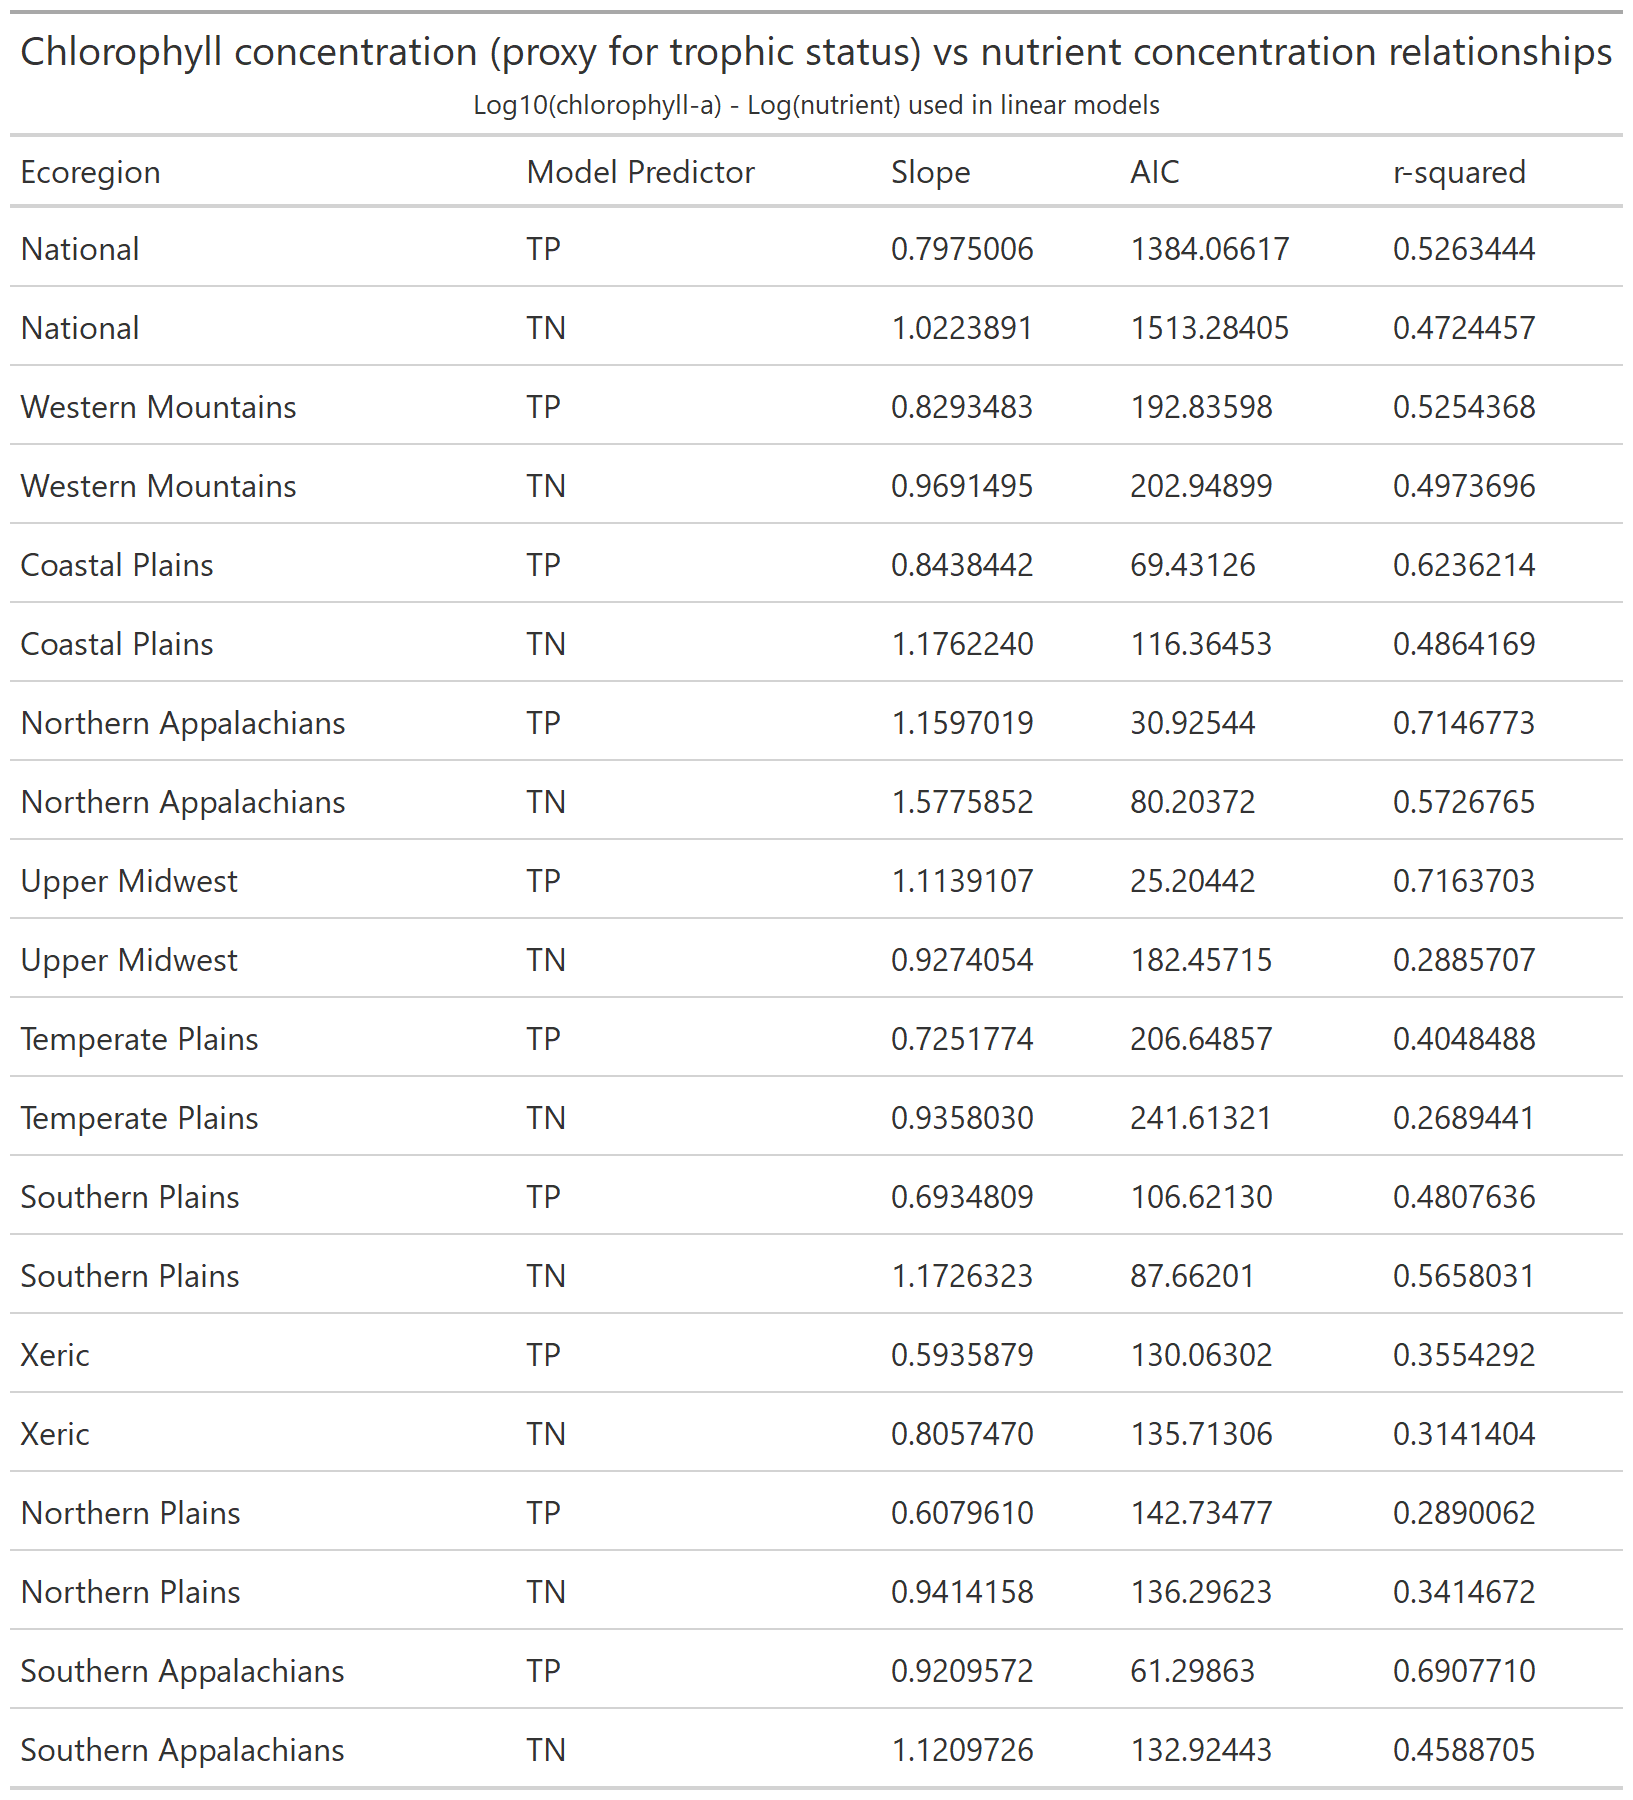 Chlorophyll concentration (proxy for trophic status) vs nutrient concentration relationships
Log10(chlorophyll-a) - Log(nutrient) used in linear models
Ecoregion Model Predictor Slope AIC r-squared
National TP 0.7975006 1384.06617 0.5263444
National TN 1.0223891 1513.28405 0.4724457
Western Mountains TP 0.8293483 192.83598 0.5254368
Western Mountains TN 0.9691495 202.94899 0.4973696
Coastal Plains TP 0.8438442 69.43126 0.6236214
Coastal Plains TN 1.1762240 116.36453 0.4864169
Northern Appalachians TP 1.1597019 30.92544 0.7146773
Northern Appalachians TN 1.5775852 80.20372 0.5726765
Upper Midwest TP 1.1139107 25.20442 0.7163703
Upper Midwest TN 0.9274054 182.45715 0.2885707
Temperate Plains TP 0.7251774 206.64857 0.4048488
Temperate Plains TN 0.9358030 241.61321 0.2689441
Southern Plains TP 0.6934809 106.62130 0.4807636
Southern Plains TN 1.1726323 87.66201 0.5658031
Xeric TP 0.5935879 130.06302 0.3554292
Xeric TN 0.8057470 135.71306 0.3141404
Northern Plains TP 0.6079610 142.73477 0.2890062
Northern Plains TN 0.9414158 136.29623 0.3414672
Southern Appalachians TP 0.9209572 61.29863 0.6907710
Southern Appalachians TN 1.1209726 132.92443 0.4588705